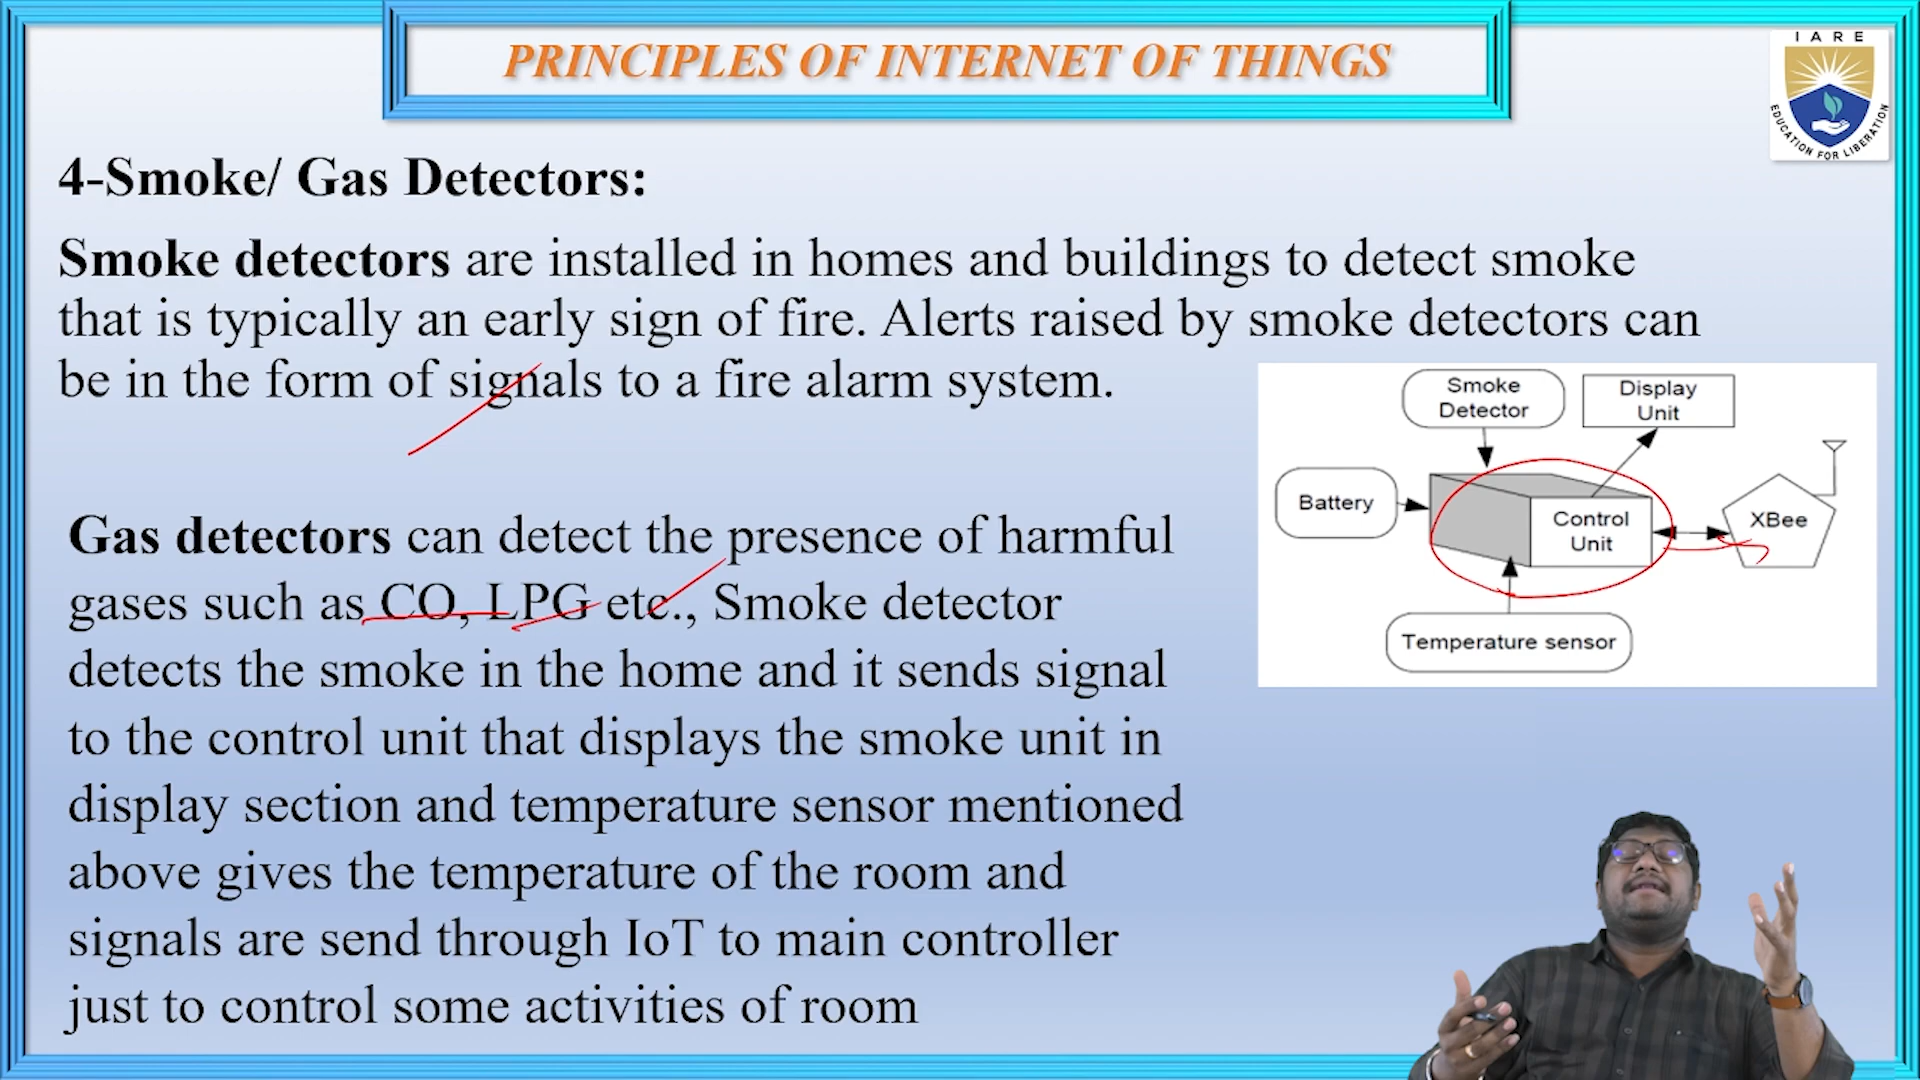 PRINCIPLES OF INTERNET OF THINGS
IARE
EDUCATION FOR LIBERATION
4-Smoke/ Gas Detectors:
Smoke detectors are installed in homes and buildings to detect smoke
that is typically an early sign of fire. Alerts raised by smoke detectors can
be in the form of signals to a fire alarm system.
Gas detectors can detect the presence of harmful
gases such as CO, LPG etc., Smoke detector
detects the smoke in the home and it sends signal
to the control unit that displays the smoke unit in
display section and temperature sensor mentioned
above gives the temperature of the room and
signals are send through IoT to main controller
just to control some activities of room
Smoke
Detector
Display
Unit
Battery
Control
Unit
XBee
Temperature sensor